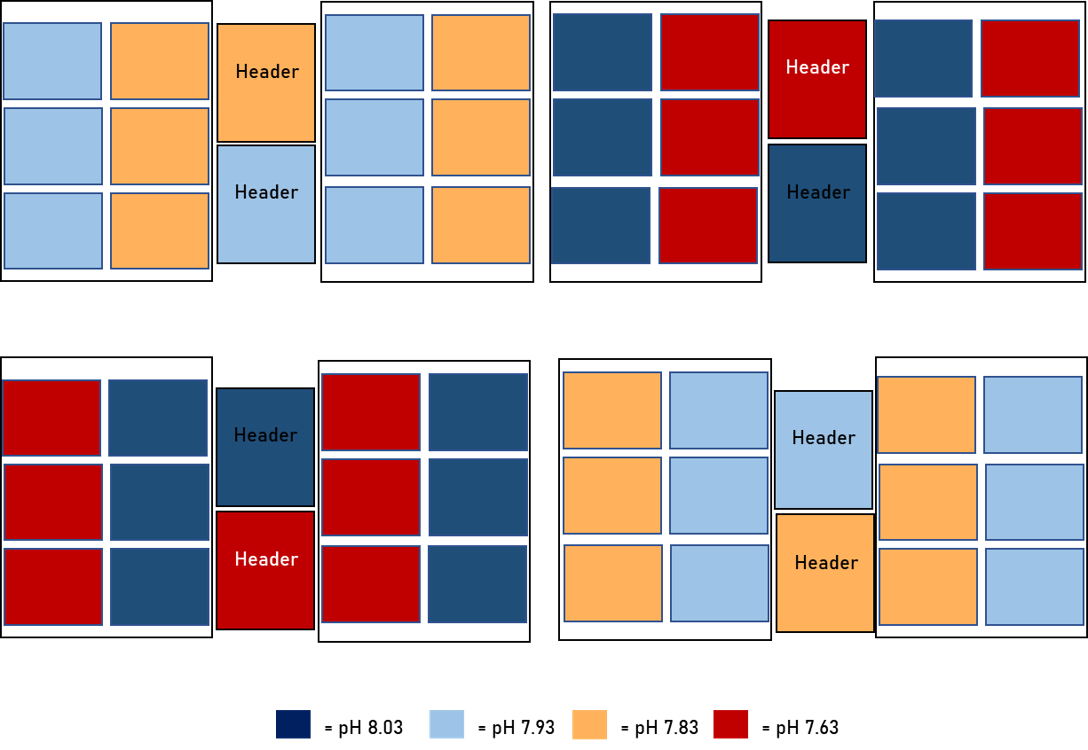 Header
Header
Header
Header
Header
Header
Header
Header
= pH 8.03 = pH 7.93 = pH 7.83 = pH 7.63